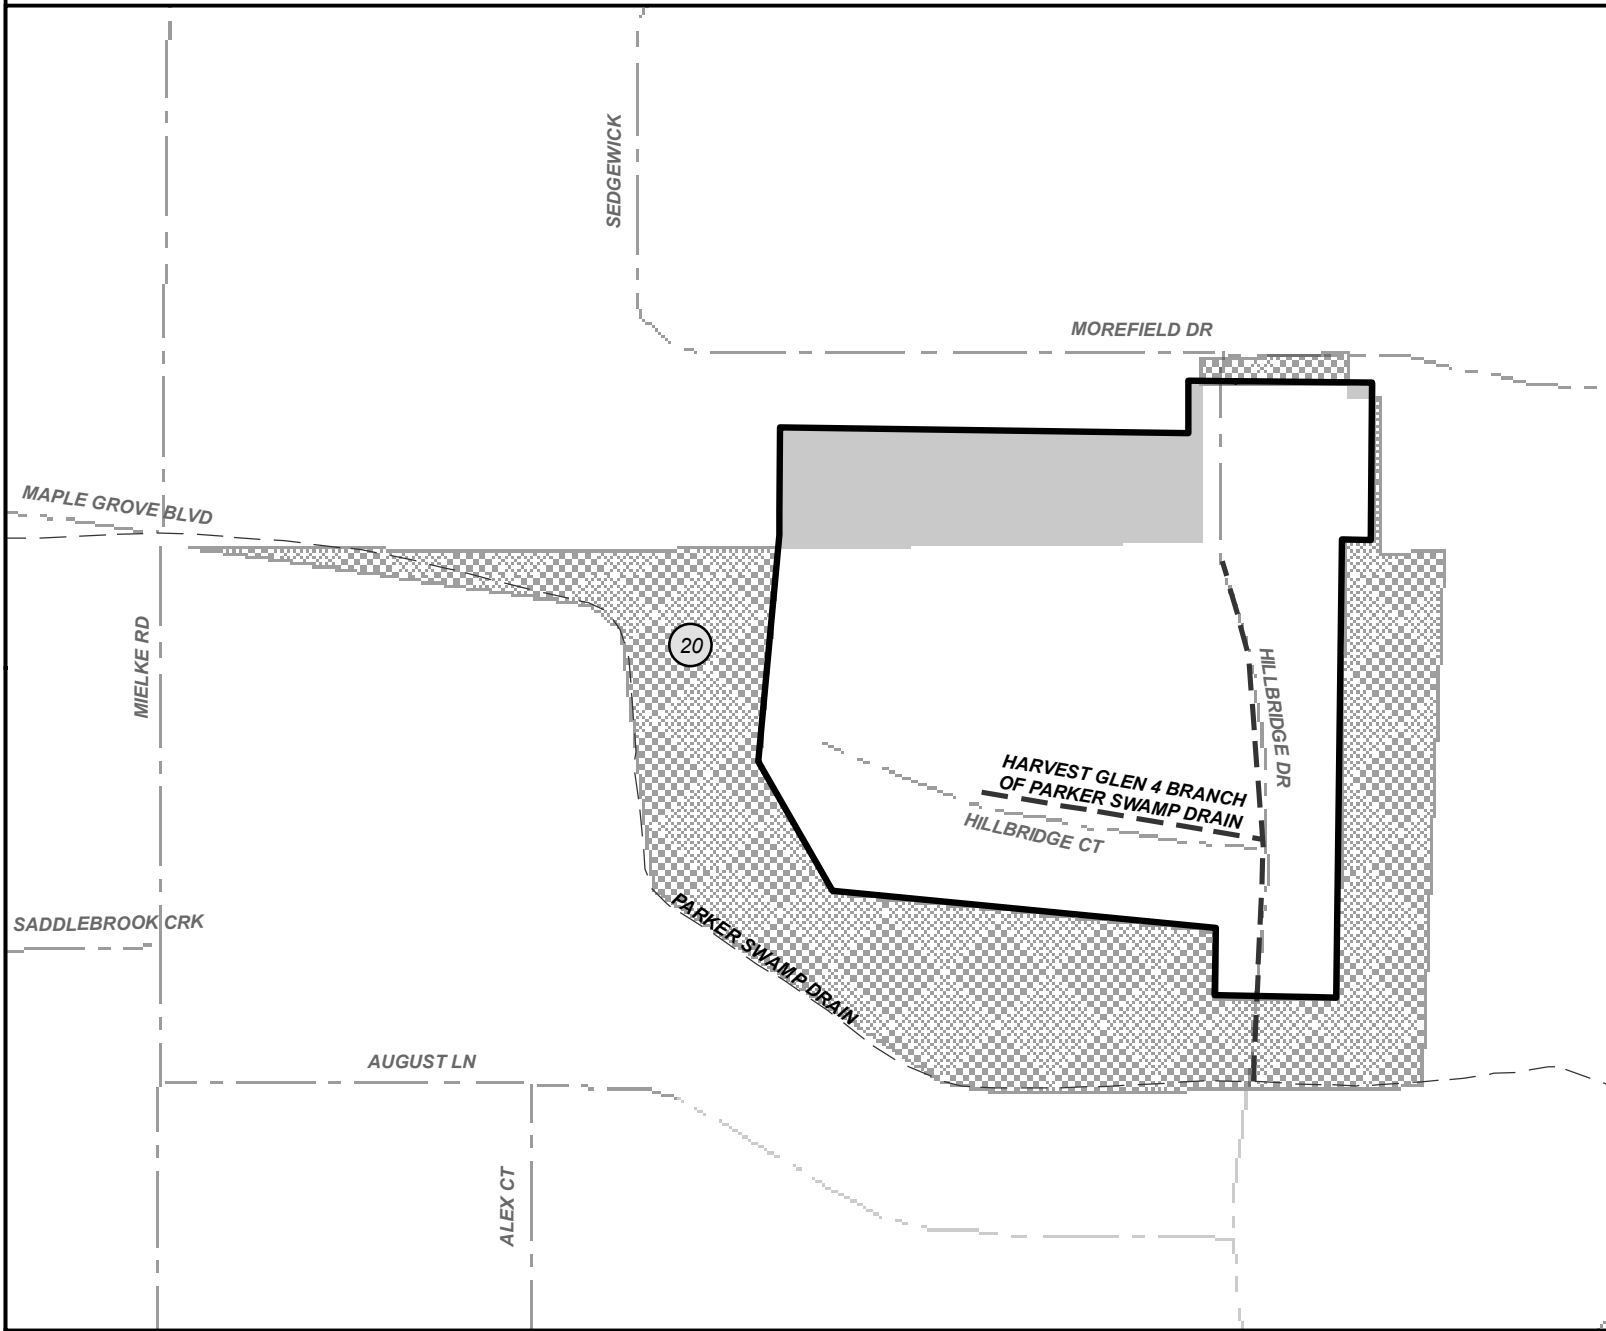 SEDGEWICK
MOREFIELD DR
MAPLE GROVE BLVD
MIELKE RD
20
HILLBRIDGE DR
HARVEST GLEN 4 BRANCH
OF PARKER SWAMP DRAIN
HILLBRIDGE CT
PARKER SWAMP DRAIN
SADDLEBROOK CRK
AUGUST LN
ALEX CT